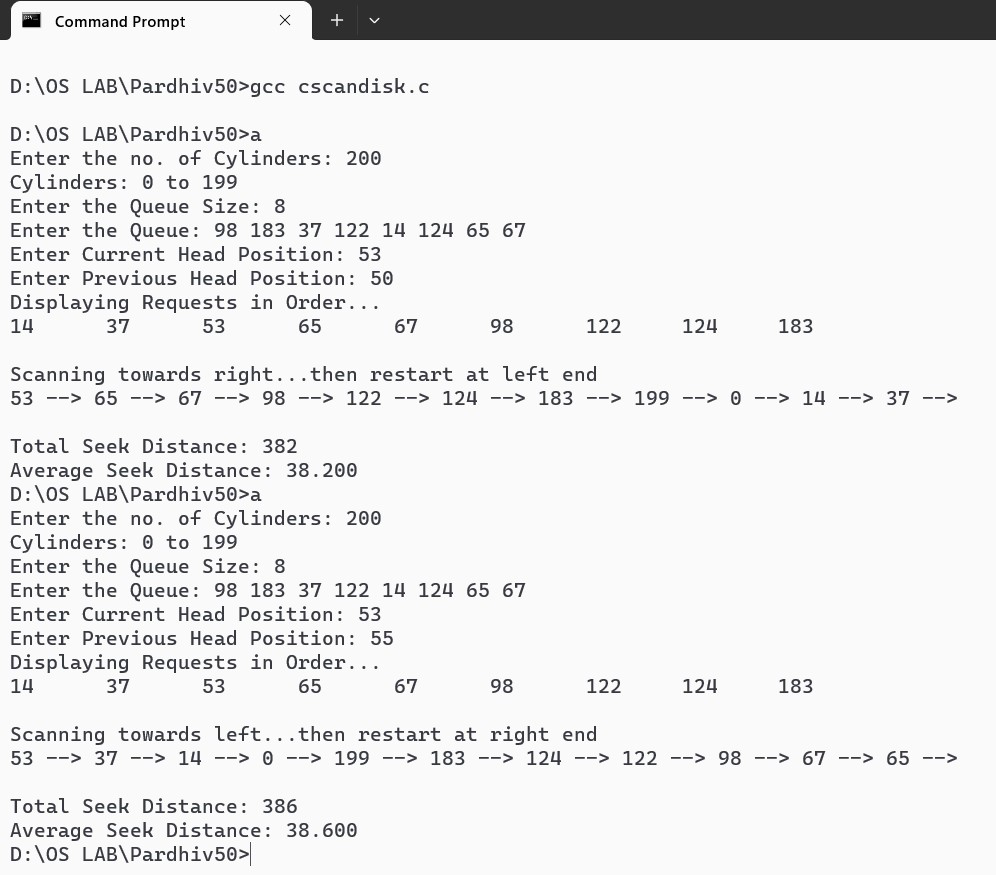 Command Prompt
D:\OS LAB\Pardhiv50>gcc cscandisk.c
D:\OS LAB\Pardhiv50>a
Enter the no. of Cylinders: 200
Cylinders: 0 to 199
Enter the Queue Size: 8
Enter the Queue: 98 183 37 122 14 124 65 67
Enter Current Head Position: 53
Enter Previous Head Position: 50
Displaying Requests in Order...
14      37      53      65      67      98      122     124     183
Scanning towards right...then restart at left end
53 --> 65 --> 67 --> 98 --> 122 --> 124 --> 183 --> 199 --> 0 --> 14 --> 37 -->
Total Seek Distance: 382
Average Seek Distance: 38.200
D:\OS LAB\Pardhiv50>a
Enter the no. of Cylinders: 200
Cylinders: 0 to 199
Enter the Queue Size: 8
Enter the Queue: 98 183 37 122 14 124 65 67
Enter Current Head Position: 53
Enter Previous Head Position: 55
Displaying Requests in Order...
14      37      53      65      67      98      122     124     183
Scanning towards left...then restart at right end
53 --> 37 --> 14 --> 0 --> 199 --> 183 --> 124 --> 122 --> 98 --> 67 --> 65 -->
Total Seek Distance: 386
Average Seek Distance: 38.600
D:\OS LAB\Pardhiv50>